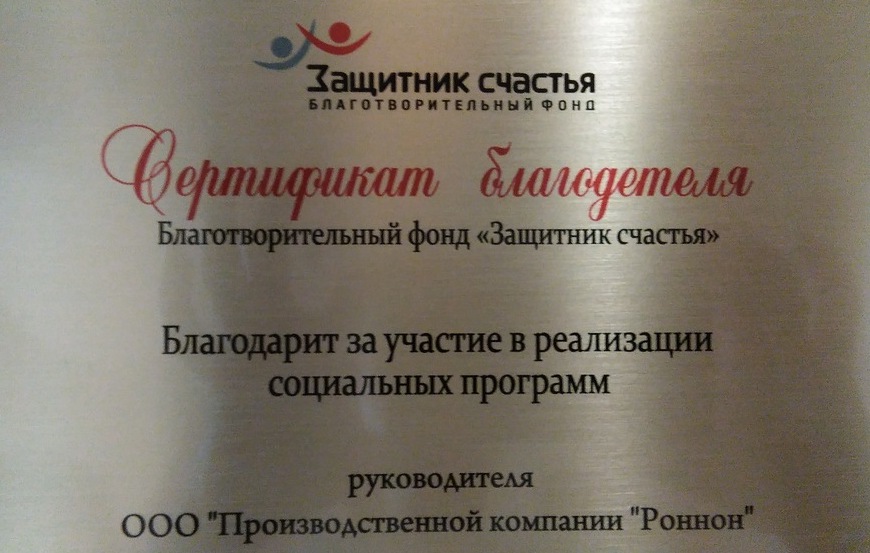 Защитник счастья
БЛАГОТВОРИТЕЛЬНЫЙ ФОНД
Сертификат благодетеля
Благотворительный фонд «Защитник счастья»
Благодарит за участие в реализации
социальных программ
руководителя
ООО "Производственной компании "Роннон"